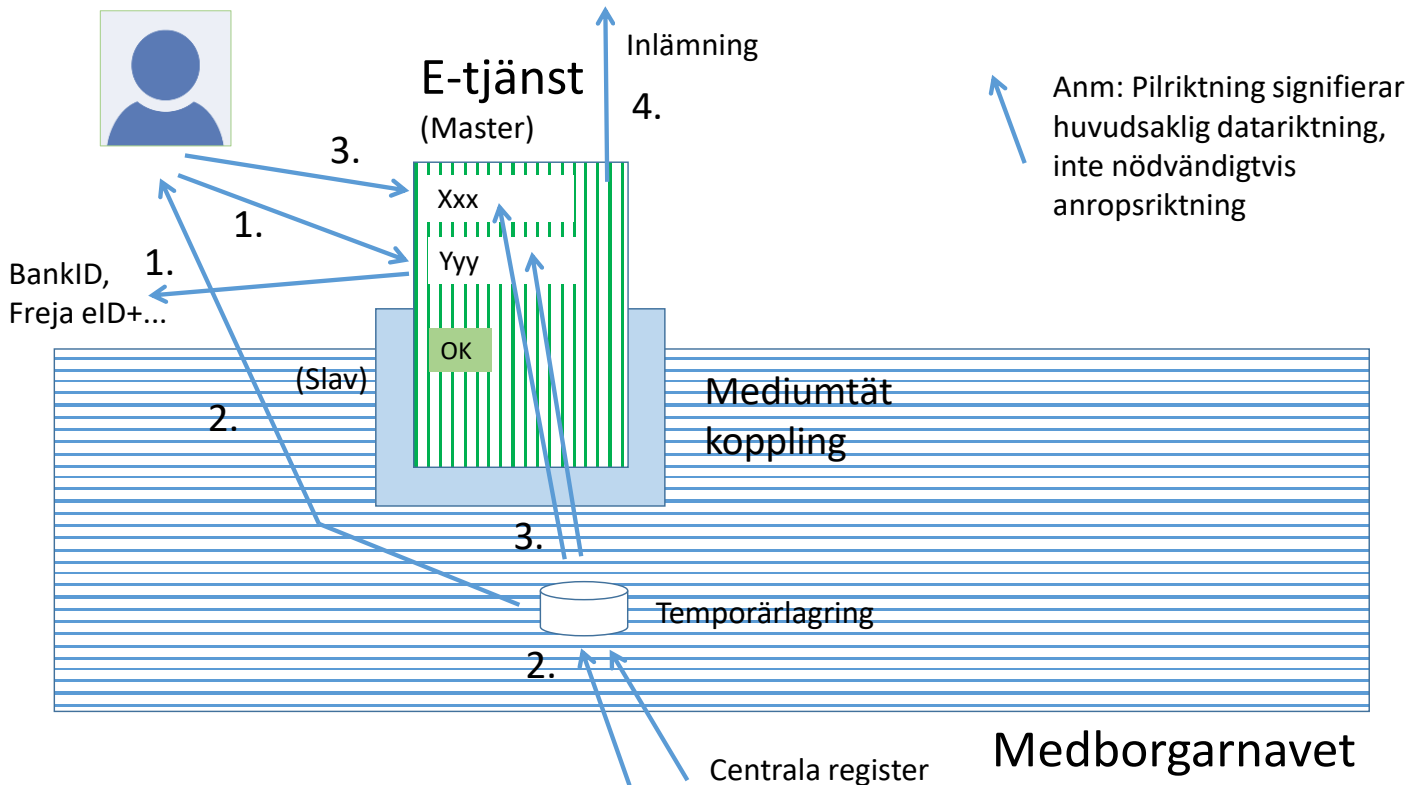 Inlämning
E-tjänst
(Master)
4.
Anm: Pilriktning signifierar
huvudsaklig datariktning,
inte nödvändigtvis
anropsriktning
3.
Xxx
1.
Yyy
1.
BankID,
Freja eID+...
OK
(Slav)
2.
Mediumtät
koppling
3.
Temporärlagring
2.
Medborgarnavet
Centrala register